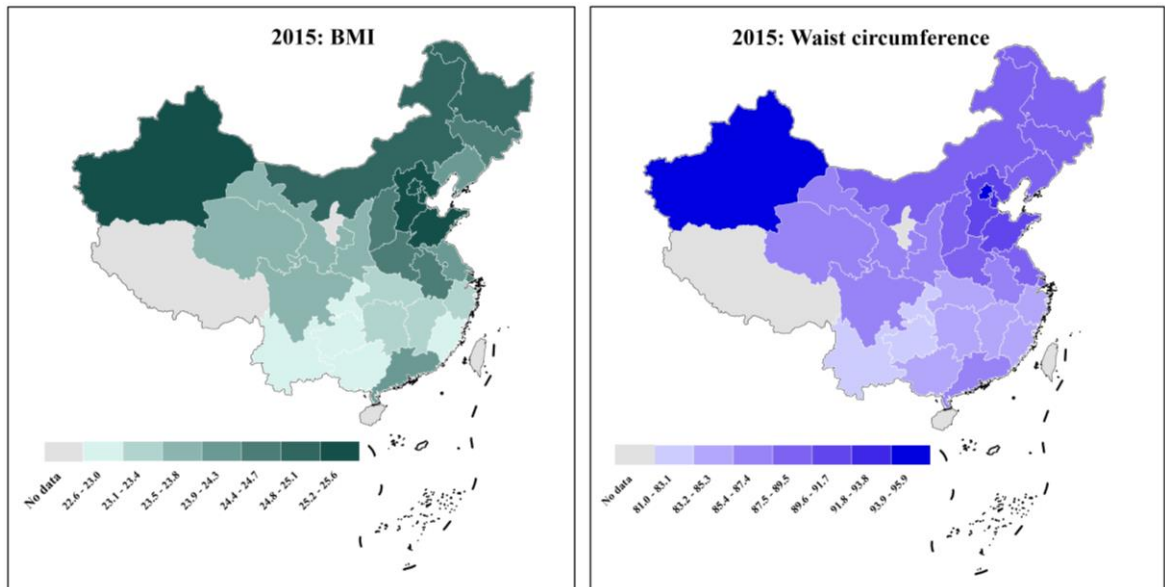 2015: BMI
No data
22.6 - 23.0
23.1 - 23.4
23.5 - 23.8
23.9 - 24.3
24.4 - 24.7
24.8 - 25.1
25.2 - 25.6
2015: Waist circumference
No data
81.0 - 83.1
83.2 - 85.3
85.4 - 87.4
87.5 - 89.5
89.6 - 91.7
91.8 - 93.8
93.9 - 95.9